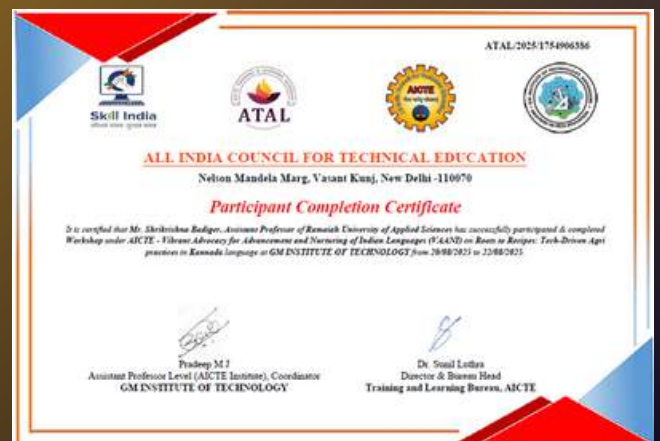 ATAL/2025/1754906386
Skill India
ATAL
AICTE
ALL INDIA COUNCIL FOR TECHNICAL EDUCATION
Nelson Mandela Marg, Vasant Kunj, New Delhi -110070
Participant Completion Certificate
It is certified that Mr. Shrikrishna Badiger, Assistant Professor of Ramaiah University of Applied Sciences has successfully participated & completed
Workshop under AICTE - Vibrant Advocacy for Advancement and Nurturing of Indian Languages (VAANI) on Roots to Recipes: Tech-Driven Agri
practices in Kannada language at GM INSTITUTE OF TECHNOLOGY from 20/08/2025 to 22/08/2025
Pradeep M J
Assistant Professor Level (AICTE Institute), Coordinator
GM INSTITUTE OF TECHNOLOGY
Dr. Sunil Luthra
Director & Bureau Head
Training and Learning Bureau, AICTE